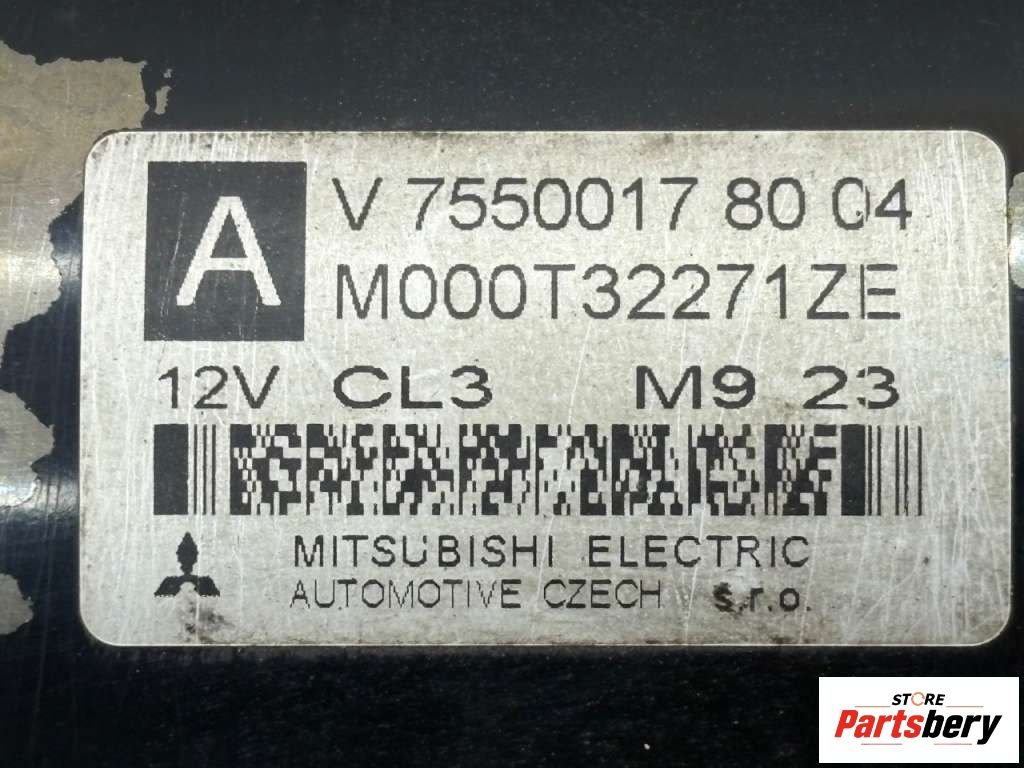 A
V 7550017 80 04
M000T32271ZE
12V CL3 M9 23
MITSUBISHI ELECTRIC
AUTOMOTIVE CZECH s.r.o.
STORE
Partsbery